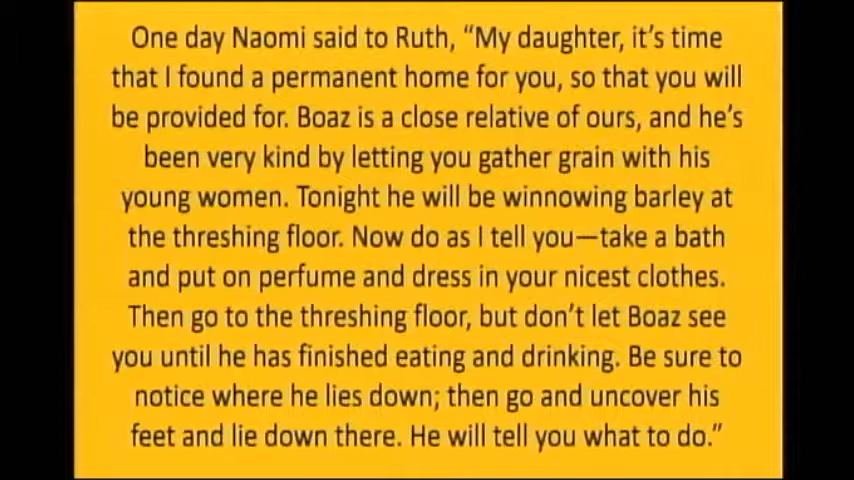 One day Naomi said to Ruth, “My daughter, it’s time
that I found a permanent home for you, so that you will
be provided for. Boaz is a close relative of ours, and he’s
been very kind by letting you gather grain with his
young women. Tonight he will be winnowing barley at
the threshing floor. Now do as I tell you—take a bath
and put on perfume and dress in your nicest clothes.
Then go to the threshing floor, but don’t let Boaz see
you until he has finished eating and drinking. Be sure to
notice where he lies down; then go and uncover his
feet and lie down there. He will tell you what to do.”